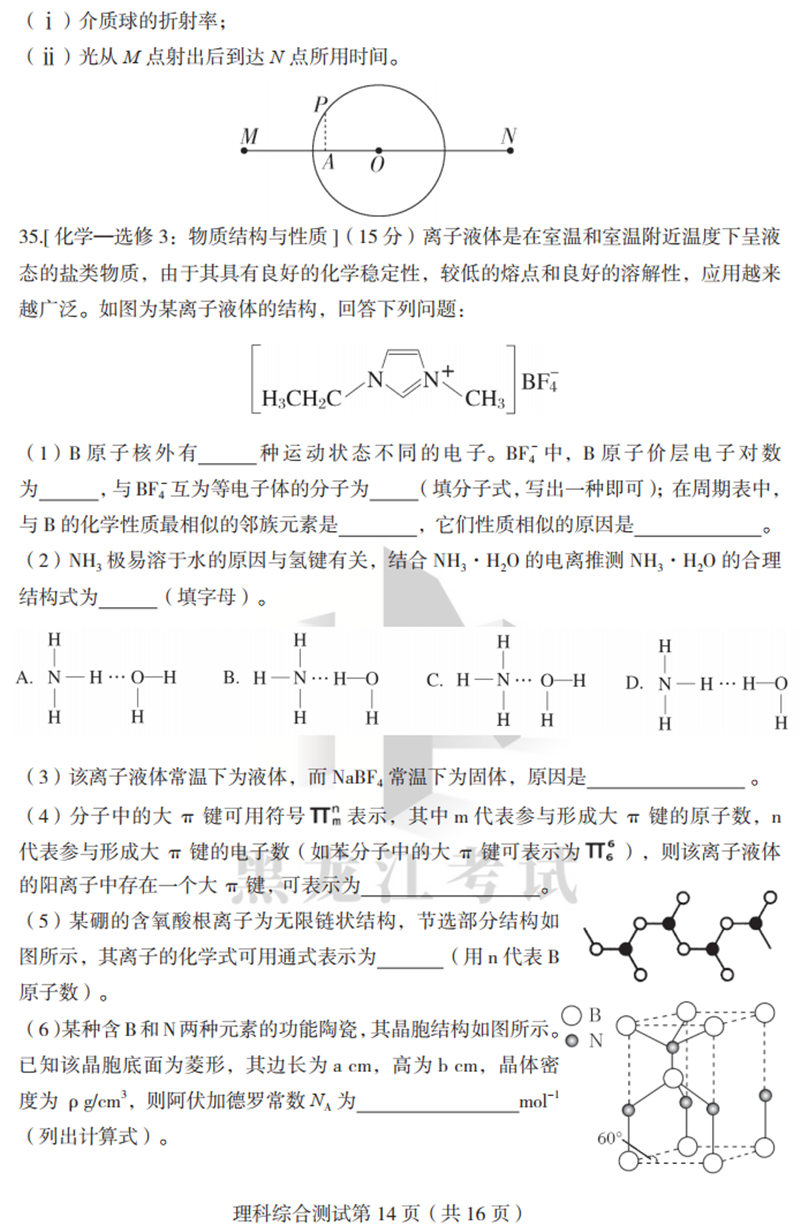 (ⅰ)介质球的折射率;
(ⅱ)光从 M 点射出后到达 N 点所用时间。
P
M
N
A
O
35.[ 化学—选修 3: 物质结构与性质 ](15 分)离子液体是在室温和室温附近温度下呈液
态的盐类物质, 由于其具有良好的化学稳定性, 较低的熔点和良好的溶解性, 应用越来
越广泛。如图为某离子液体的结构, 回答下列问题:
H₃CH₂C N N⁺ CH₃ BF₄⁻
(1)B 原子核外有______种运动状态不同的电子。BF₄⁻ 中, B 原子价层电子对数
为______,与 BF₄⁻ 互为等电子体的分子为_____(填分子式, 写出一种即可); 在周期表中,
与 B 的化学性质最相似的邻族元素是________, 它们性质相似的原因是_____________。
(2)NH₃ 极易溶于水的原因与氢键有关, 结合 NH₃·H₂O 的电离推测 NH₃·H₂O 的合理
结构式为______(填字母)。
H H H H
A. N—H···O—H B. H—N···H—O C. H—N··· O—H D. N—H···H—O
H H H H H H H H
(3)该离子液体常温下为液体, 而 NaBF₄ 常温下为固体, 原因是________________。
(4)分子中的大 π 键可用符号 Πₘⁿ 表示, 其中 m 代表参与形成大 π 键的原子数, n
代表参与形成大 π 键的电子数(如苯分子中的大 π 键可表示为 Π₆⁶ ), 则该离子液体
的阳离子中存在一个大 π 键, 可表示为__________________。
黑龙江考试
(5)某硼的含氧酸根离子为无限链状结构, 节选部分结构如
图所示, 其离子的化学式可用通式表示为_______(用 n 代表 B
原子数)。
(6)某种含 B 和 N 两种元素的功能陶瓷, 其晶胞结构如图所示。
已知该晶胞底面为菱形, 其边长为 a cm, 高为 b cm, 晶体密
度为 ρ g/cm³, 则阿伏加德罗常数 N_A 为________________mol⁻¹
(列出计算式)。
B
N
60°
理科综合测试第 14 页(共 16 页)